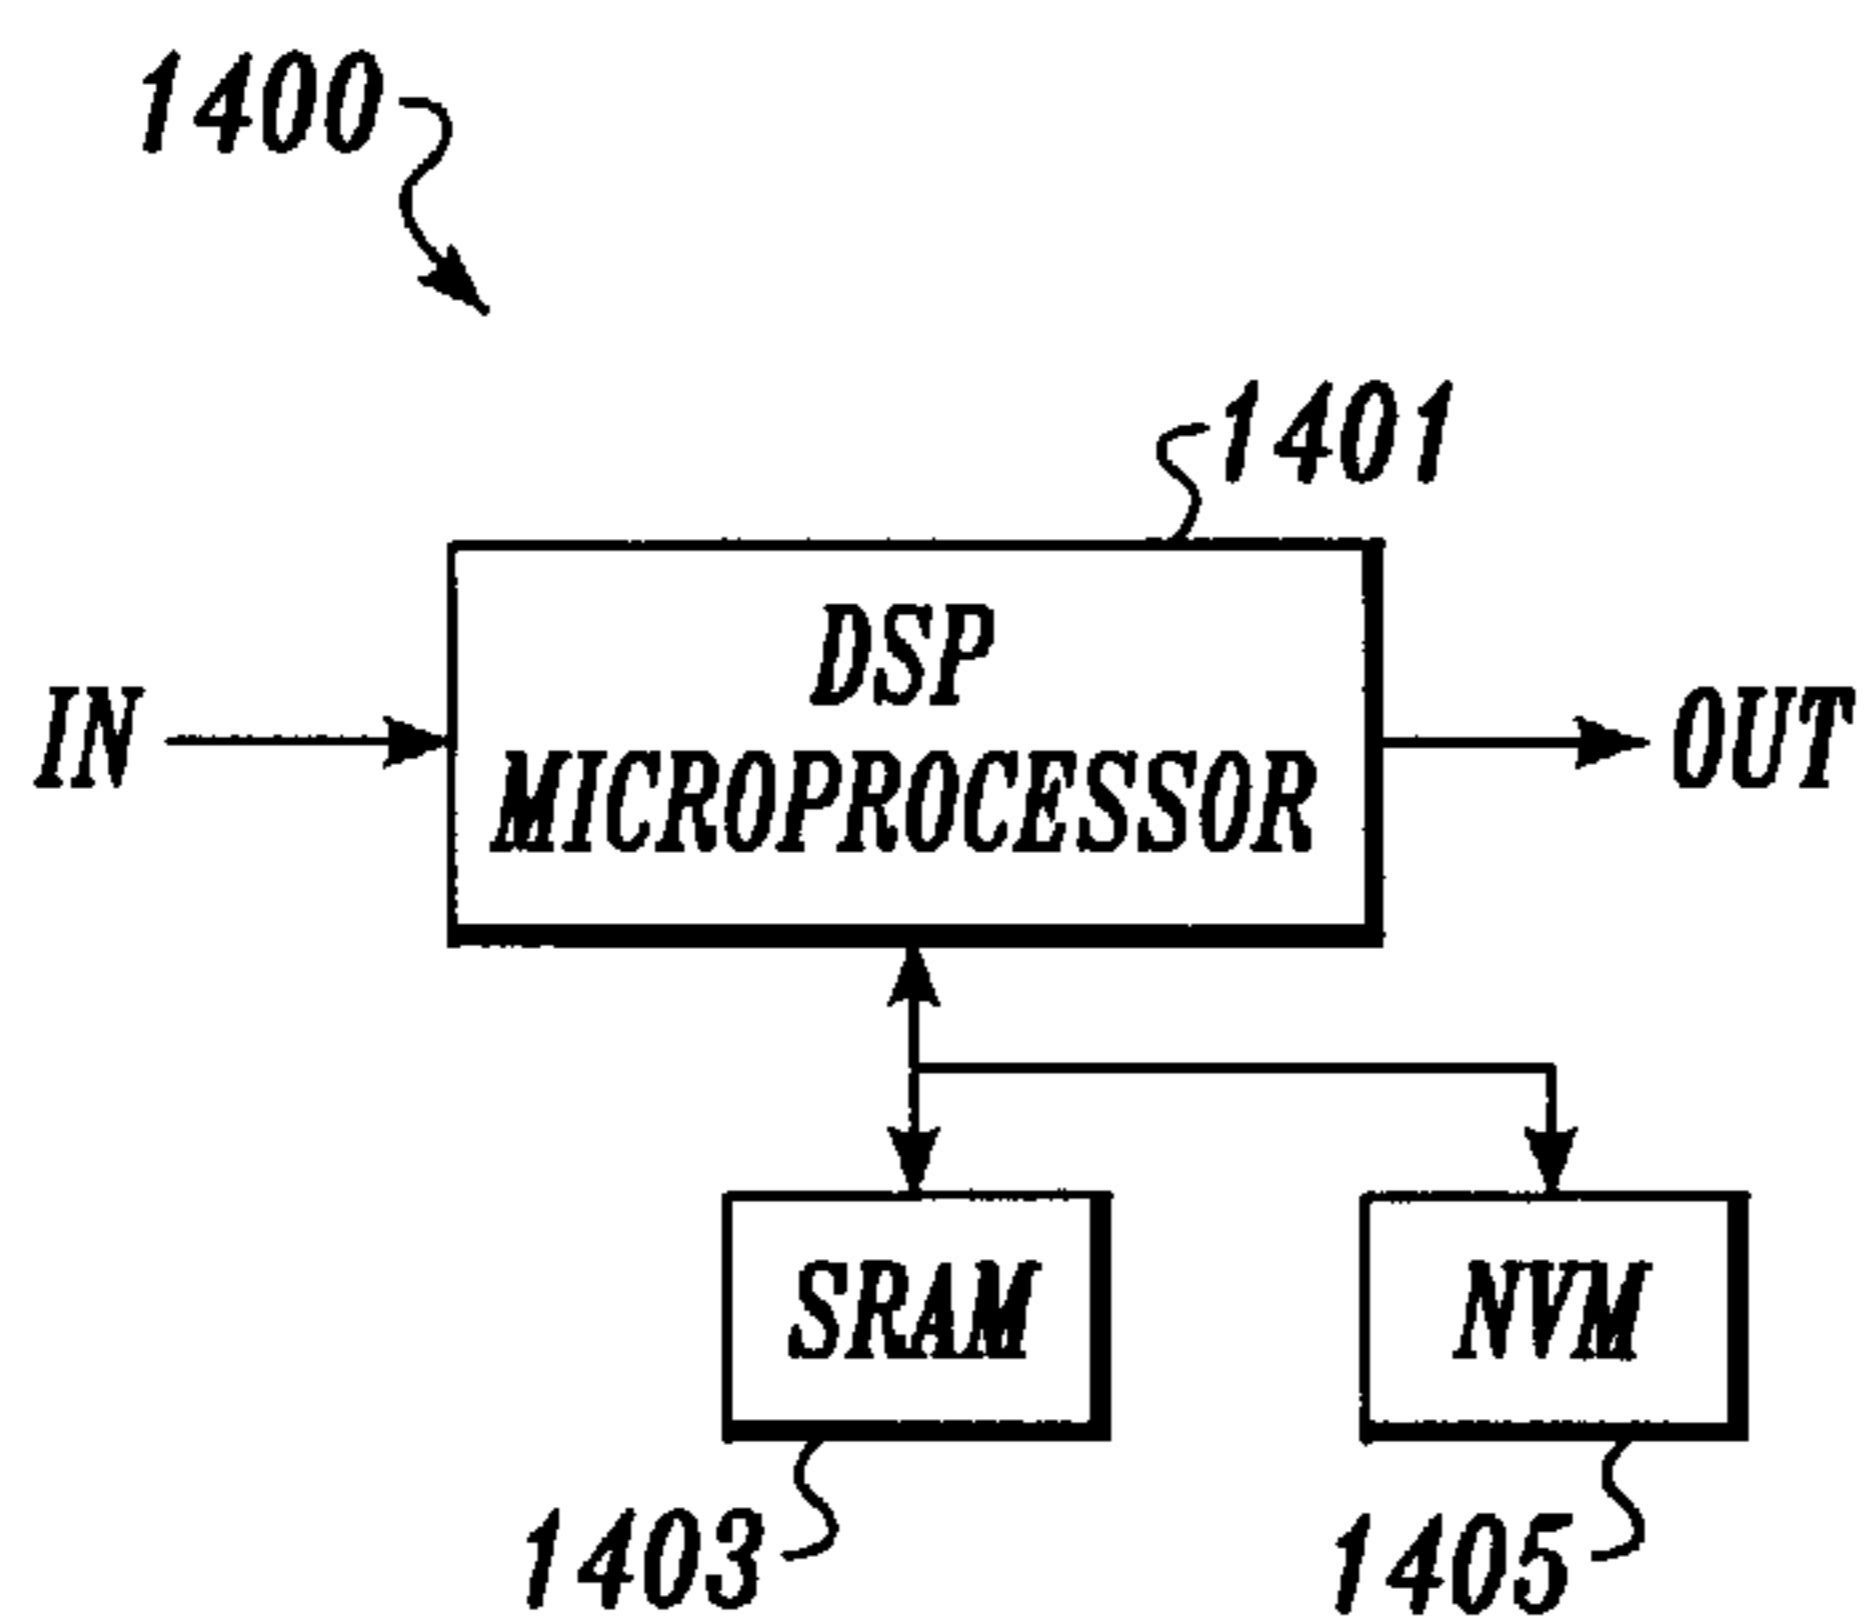 1400
1401
DSP
MICROPROCESSOR
IN
OUT
SRAM
NVM
1403
1405